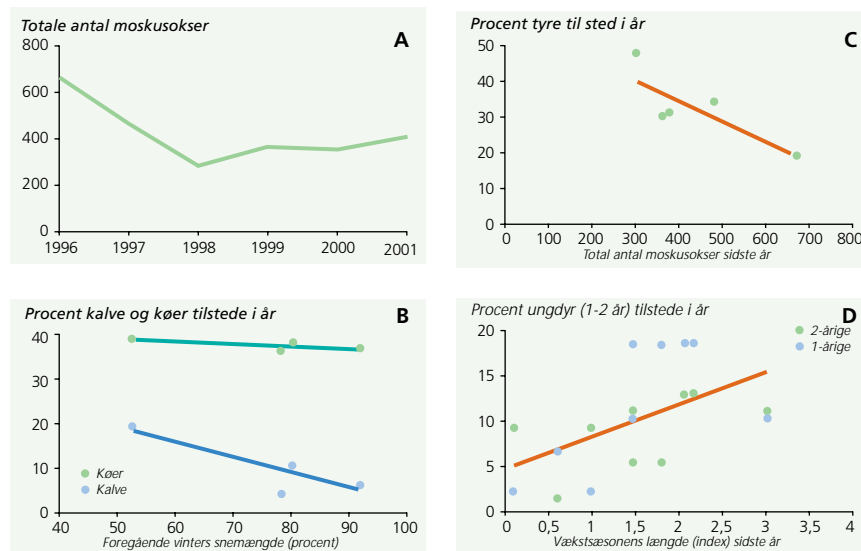 Totale antal moskusokser
A
800
600
400
200
0
1996 1997 1998 1999 2000 2001
Procent tyre til sted i år
C
50
40
30
20
10
0
0 100 200 300 400 500 600 700 800
Total antal moskusokser sidste år
Procent kalve og køer tilstede i år
B
40
30
20
10
0
Køer
Kalve
40 50 60 70 80 90 100
Foregående vinters snemængde (procent)
Procent ungdyr (1-2 år) tilstede i år
D
20
15
10
5
0
2-årige
1-årige
0 0,5 1 1,5 2 2,5 3 3,5 4
Vækstsæsonens længde (index) sidste år